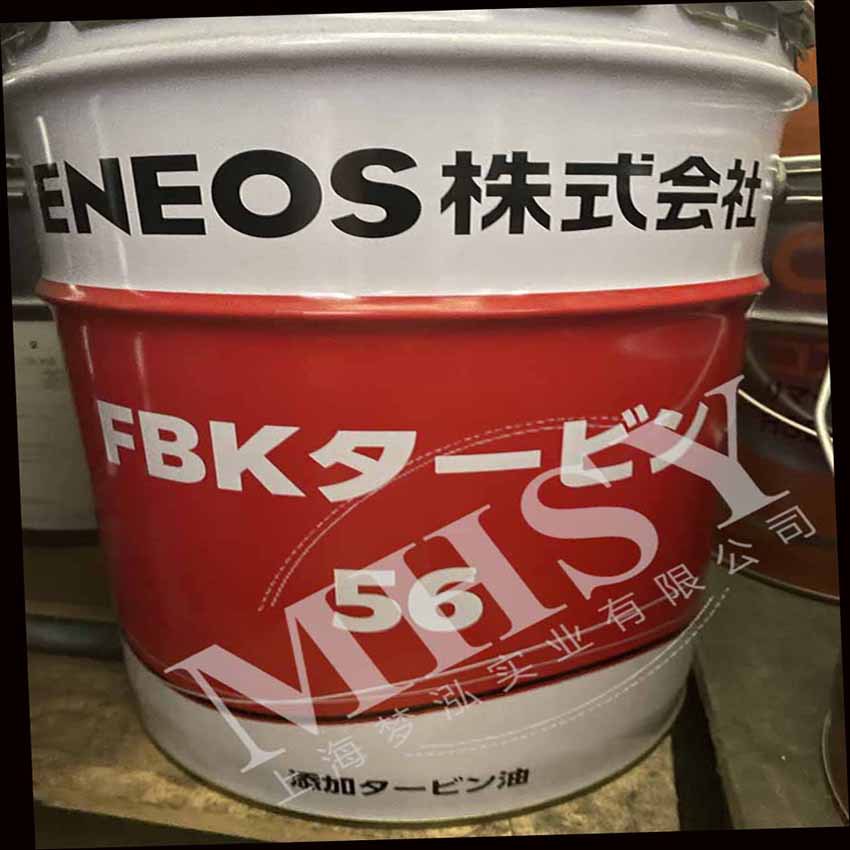 ENEOS株式会社
FBKタービン
56
MHSY
上海梦泓实业有限公司
添加タービン油